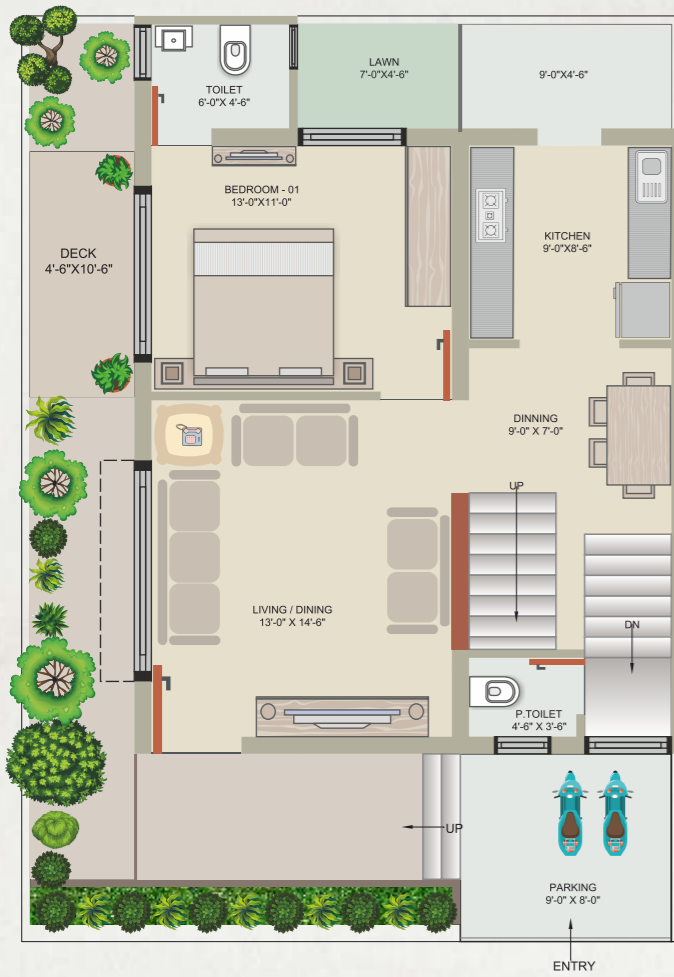 TOILET
6'-0"X 4'-6"
LAWN
7'-0"X4'-6"
9'-0"X4'-6"
BEDROOM - 01
13'-0"X11'-0"
KITCHEN
9'-0"X8'-6"
DECK
4'-6"X10'-6"
DINNING
9'-0" X 7'-0"
UP
LIVING / DINING
13'-0" X 14'-6"
DN
P.TOILET
4'-6" X 3'-6"
UP
PARKING
9'-0" X 8'-0"
ENTRY